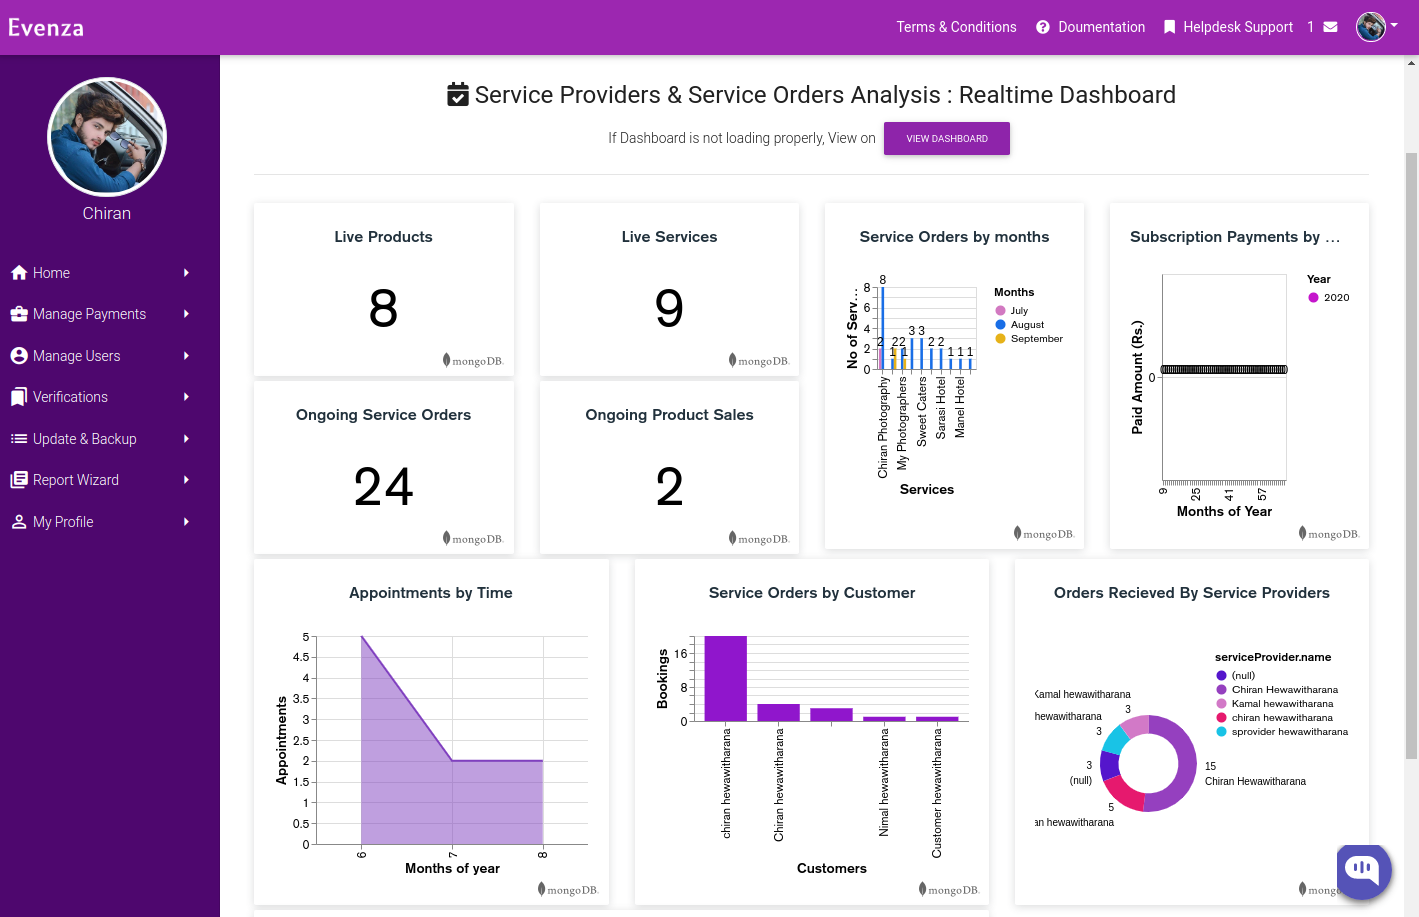 Evenza
Terms & Conditions
Doumentation
Helpdesk Support
1
Chiran
Home
Manage Payments
Manage Users
Verifications
Update & Backup
Report Wizard
My Profile
Service Providers & Service Orders Analysis : Realtime Dashboard
If Dashboard is not loading properly, View on
VIEW DASHBOARD
Live Products
8
mongoDB.
Live Services
9
mongoDB.
Ongoing Service Orders
24
mongoDB.
Ongoing Product Sales
2
mongoDB.
Service Orders by months
No of Serv...
8
6
4
2
0
8
2
1
2
2
1
3
3
2
2
1
1
1
Chiran Photography
My Photographers
Sweet Caters
Sarasi Hotel
Manel Hotel
Services
Months
July
August
September
mongoDB.
Subscription Payments by ...
Paid Amount (Rs.)
0
9
25
41
57
Months of Year
Year
2020
mongoDB.
Appointments by Time
Appointments
5
4.5
4
3.5
3
2.5
2
1.5
1
0.5
0
6
7
8
Months of year
mongoDB.
Service Orders by Customer
Bookings
16
8
0
chiran hewawitharana
Chiran hewawitharana
Nimal hewawitharana
Customer hewawitharana
Customers
mongoDB.
Orders Recieved By Service Providers
serviceProvider.name
(null)
Chiran Hewawitharana
Kamal hewawitharana
chiran hewawitharana
sprovider hewawitharana
Kamal hewawitharana
3
hewawitharana
3
3
(null)
5
an hewawitharana
15
Chiran Hewawitharana